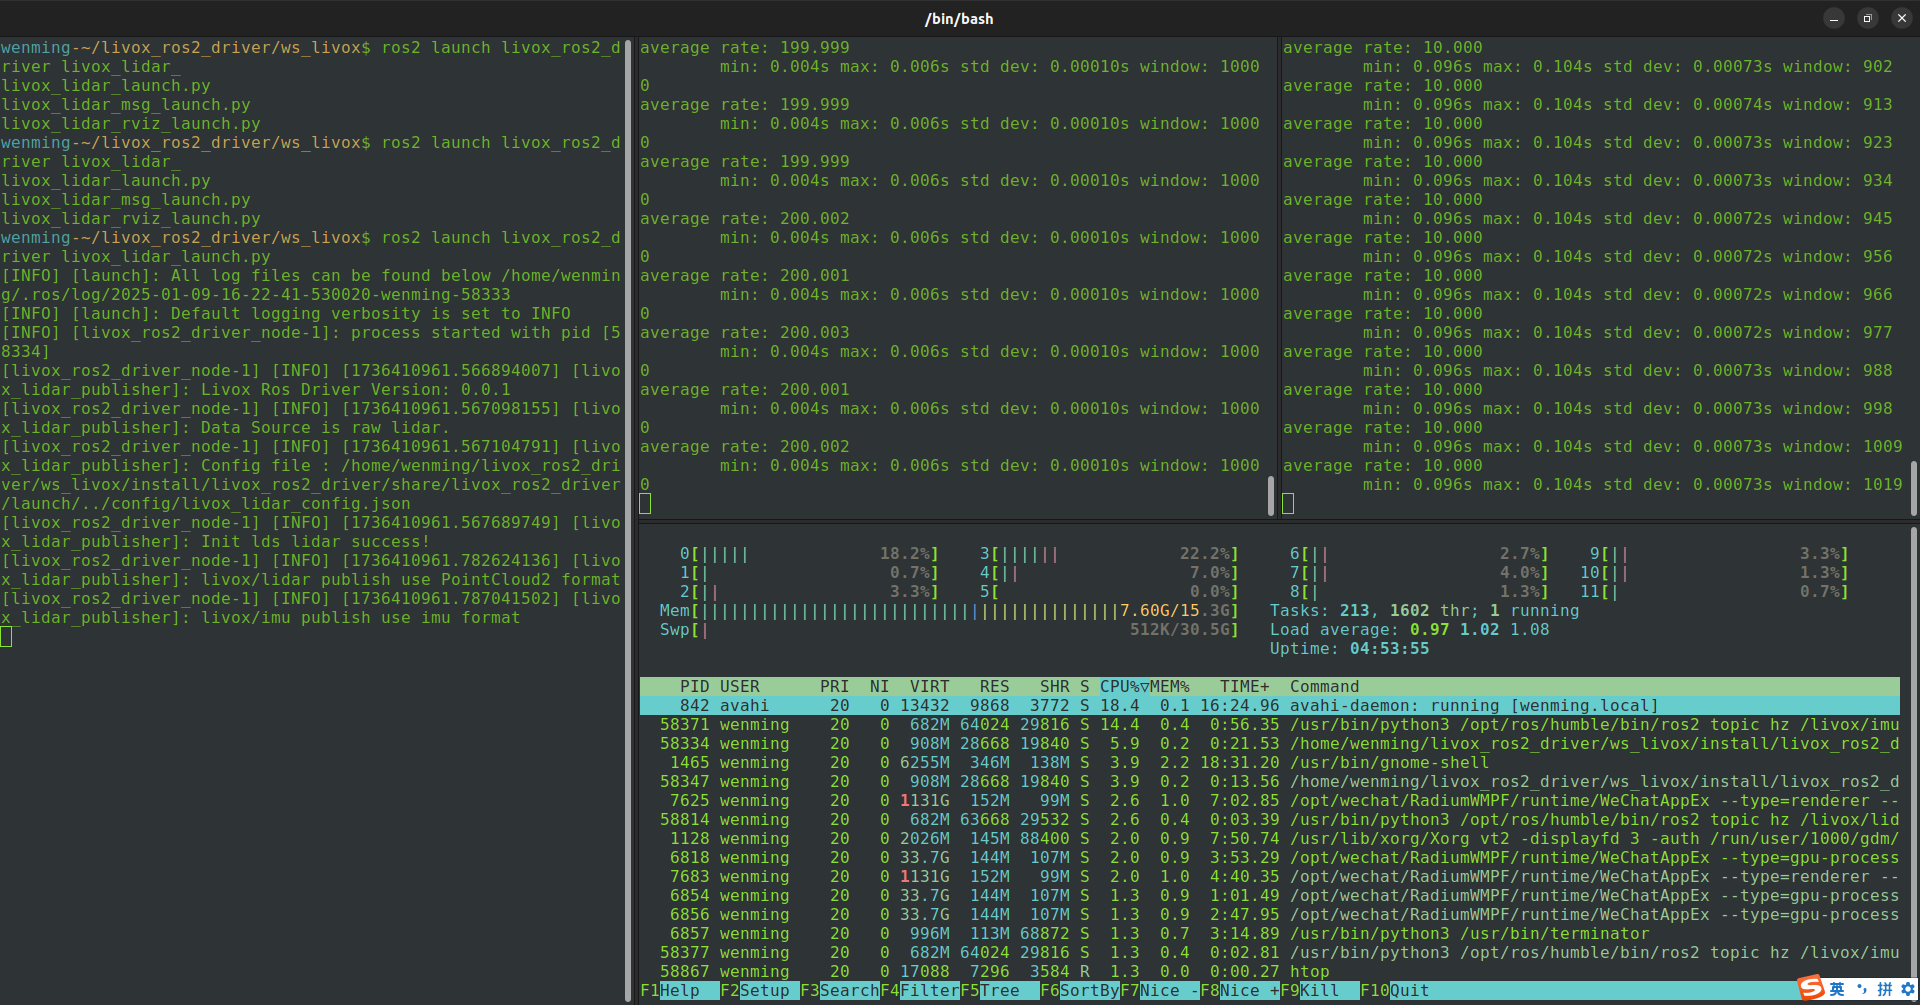 /bin/bash
wenming-~/livox_ros2_driver/ws_livox$ ros2 launch livox_ros2_d
river livox_lidar_
livox_lidar_launch.py
livox_lidar_msg_launch.py
livox_lidar_rviz_launch.py
wenming-~/livox_ros2_driver/ws_livox$ ros2 launch livox_ros2_d
river livox_lidar_
livox_lidar_launch.py
livox_lidar_msg_launch.py
livox_lidar_rviz_launch.py
wenming-~/livox_ros2_driver/ws_livox$ ros2 launch livox_ros2_d
river livox_lidar_launch.py
[INFO] [launch]: All log files can be found below /home/wenmin
g/.ros/log/2025-01-09-16-22-41-530020-wenming-58333
[INFO] [launch]: Default logging verbosity is set to INFO
[INFO] [livox_ros2_driver_node-1]: process started with pid [5
8334]
[livox_ros2_driver_node-1] [INFO] [1736410961.566894007] [livo
x_lidar_publisher]: Livox Ros Driver Version: 0.0.1
[livox_ros2_driver_node-1] [INFO] [1736410961.567098155] [livo
x_lidar_publisher]: Data Source is raw lidar.
[livox_ros2_driver_node-1] [INFO] [1736410961.567104791] [livo
x_lidar_publisher]: Config file : /home/wenming/livox_ros2_dri
ver/ws_livox/install/livox_ros2_driver/share/livox_ros2_driver
/launch/../config/livox_lidar_config.json
[livox_ros2_driver_node-1] [INFO] [1736410961.567689749] [livo
x_lidar_publisher]: Init lds lidar success!
[livox_ros2_driver_node-1] [INFO] [1736410961.782624136] [livo
x_lidar_publisher]: livox/lidar publish use PointCloud2 format
[livox_ros2_driver_node-1] [INFO] [1736410961.787041502] [livo
x_lidar_publisher]: livox/imu publish use imu format
average rate: 199.999
min: 0.004s max: 0.006s std dev: 0.00010s window: 1000
0
average rate: 199.999
min: 0.004s max: 0.006s std dev: 0.00010s window: 1000
0
average rate: 199.999
min: 0.004s max: 0.006s std dev: 0.00010s window: 1000
0
average rate: 200.002
min: 0.004s max: 0.006s std dev: 0.00010s window: 1000
0
average rate: 200.001
min: 0.004s max: 0.006s std dev: 0.00010s window: 1000
0
average rate: 200.003
min: 0.004s max: 0.006s std dev: 0.00010s window: 1000
0
average rate: 200.001
min: 0.004s max: 0.006s std dev: 0.00010s window: 1000
0
average rate: 200.002
min: 0.004s max: 0.006s std dev: 0.00010s window: 1000
0
average rate: 10.000
min: 0.096s max: 0.104s std dev: 0.00073s window: 902
average rate: 10.000
min: 0.096s max: 0.104s std dev: 0.00074s window: 913
average rate: 10.000
min: 0.096s max: 0.104s std dev: 0.00073s window: 923
average rate: 10.000
min: 0.096s max: 0.104s std dev: 0.00073s window: 934
average rate: 10.000
min: 0.096s max: 0.104s std dev: 0.00072s window: 945
average rate: 10.000
min: 0.096s max: 0.104s std dev: 0.00072s window: 956
average rate: 10.000
min: 0.096s max: 0.104s std dev: 0.00072s window: 966
average rate: 10.000
min: 0.096s max: 0.104s std dev: 0.00072s window: 977
average rate: 10.000
min: 0.096s max: 0.104s std dev: 0.00073s window: 988
average rate: 10.000
min: 0.096s max: 0.104s std dev: 0.00073s window: 998
average rate: 10.000
min: 0.096s max: 0.104s std dev: 0.00073s window: 1009
average rate: 10.000
min: 0.096s max: 0.104s std dev: 0.00073s window: 1019
0[||||| 18.2%] 3[|||||| 22.2%] 6[|| 2.7%] 9[|| 3.3%]
1[| 0.7%] 4[|| 7.0%] 7[|| 4.0%] 10[|| 1.3%]
2[|| 3.3%] 5[ 0.0%] 8[| 1.3%] 11[| 0.7%]
Mem[||||||||||||||||||||||||||||||||||||||||||7.60G/15.3G] Tasks: 213, 1602 thr; 1 running
Swp[| 512K/30.5G] Load average: 0.97 1.02 1.08
Uptime: 04:53:55
PID USER PRI NI VIRT RES SHR S CPU%▽MEM% TIME+ Command
842 avahi 20 0 13432 9868 3772 S 18.4 0.1 16:24.96 avahi-daemon: running [wenming.local]
58371 wenming 20 0 682M 64024 29816 S 14.4 0.4 0:56.35 /usr/bin/python3 /opt/ros/humble/bin/ros2 topic hz /livox/imu
58334 wenming 20 0 908M 28668 19840 S 5.9 0.2 0:21.53 /home/wenming/livox_ros2_driver/ws_livox/install/livox_ros2_d
1465 wenming 20 0 6255M 346M 138M S 3.9 2.2 18:31.20 /usr/bin/gnome-shell
58347 wenming 20 0 908M 28668 19840 S 3.9 0.2 0:13.56 /home/wenming/livox_ros2_driver/ws_livox/install/livox_ros2_d
7625 wenming 20 0 1131G 152M 99M S 2.6 1.0 7:02.85 /opt/wechat/RadiumWMPF/runtime/WeChatAppEx --type=renderer --
58814 wenming 20 0 682M 63668 29532 S 2.6 0.4 0:03.39 /usr/bin/python3 /opt/ros/humble/bin/ros2 topic hz /livox/lid
1128 wenming 20 0 2026M 145M 88400 S 2.0 0.9 7:50.74 /usr/lib/xorg/Xorg vt2 -displayfd 3 -auth /run/user/1000/gdm/
6818 wenming 20 0 33.7G 144M 107M S 2.0 0.9 3:53.29 /opt/wechat/RadiumWMPF/runtime/WeChatAppEx --type=gpu-process
7683 wenming 20 0 1131G 152M 99M S 2.0 1.0 4:40.35 /opt/wechat/RadiumWMPF/runtime/WeChatAppEx --type=renderer --
6854 wenming 20 0 33.7G 144M 107M S 1.3 0.9 1:01.49 /opt/wechat/RadiumWMPF/runtime/WeChatAppEx --type=gpu-process
6856 wenming 20 0 33.7G 144M 107M S 1.3 0.9 2:47.95 /opt/wechat/RadiumWMPF/runtime/WeChatAppEx --type=gpu-process
6857 wenming 20 0 996M 113M 68872 S 1.3 0.7 3:14.89 /usr/bin/python3 /usr/bin/terminator
58377 wenming 20 0 682M 64024 29816 S 1.3 0.4 0:02.81 /usr/bin/python3 /opt/ros/humble/bin/ros2 topic hz /livox/imu
58867 wenming 20 0 17088 7296 3584 R 1.3 0.0 0:00.27 htop
F1Help F2Setup F3SearchF4FilterF5Tree F6SortByF7Nice -F8Nice +F9Kill F10Quit
S 英 拼